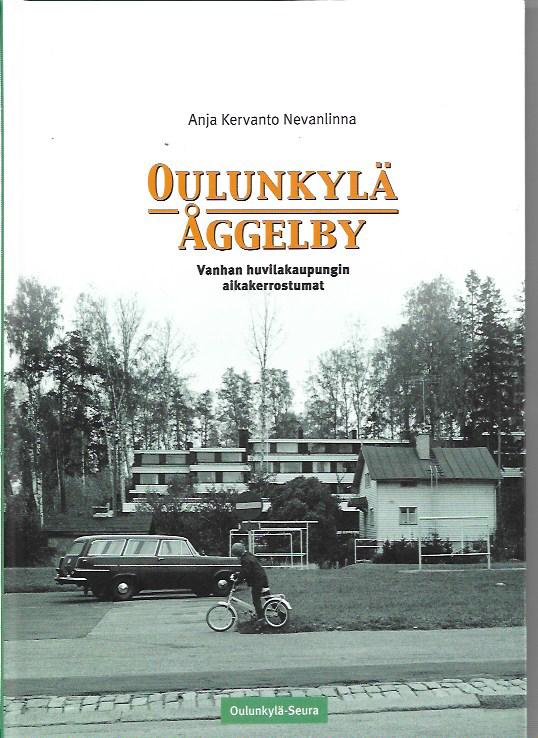 Anja Kervanto Nevanlinna
OULUNKYLÄ
ÅGGELBY
Vanhan huvilakaupungin
aikakerrostumat
Oulunkylä-Seura